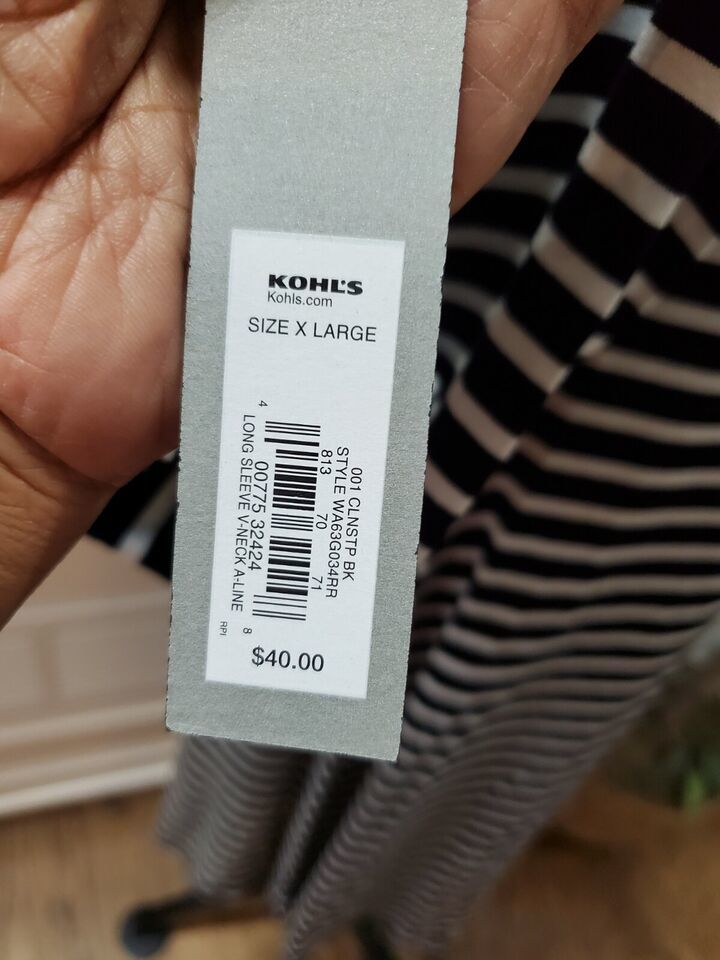 KOHL'S
Kohls.com
SIZE X LARGE
001 CLNSTP BK
STYLE WA63G034RR
813 70 71
4 00775 32424 8
LONG SLEEVE V-NECK A-LINE
RPI
$40.00